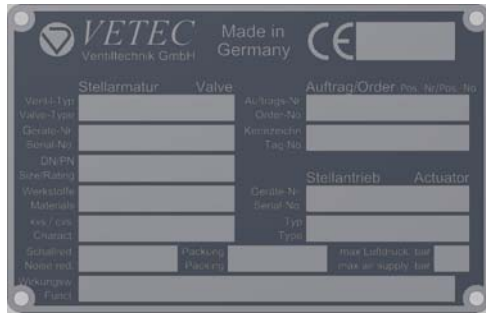 VETEC
Ventiltechnik GmbH
Made in
Germany
CE
Stellarmatur Valve
Auftrag/Order Pos.-Nr/Pos.-No
Ventil-Typ
Valve-Type
Auftrags-Nr
Order-No
Geräte-Nr
Serial-No
Kennzeichn
Tag No
DN/PN
Size/Rating
Stellantrieb Actuator
Werkstoffe
Materials
Geräte-Nr
Serial-No
kvs / cvs
Charact.
Typ
Type
Schallred.
Noise red.
Packung
Packing
max Luftdruck bar
max air supply bar
Wirkungsw.
Funct.